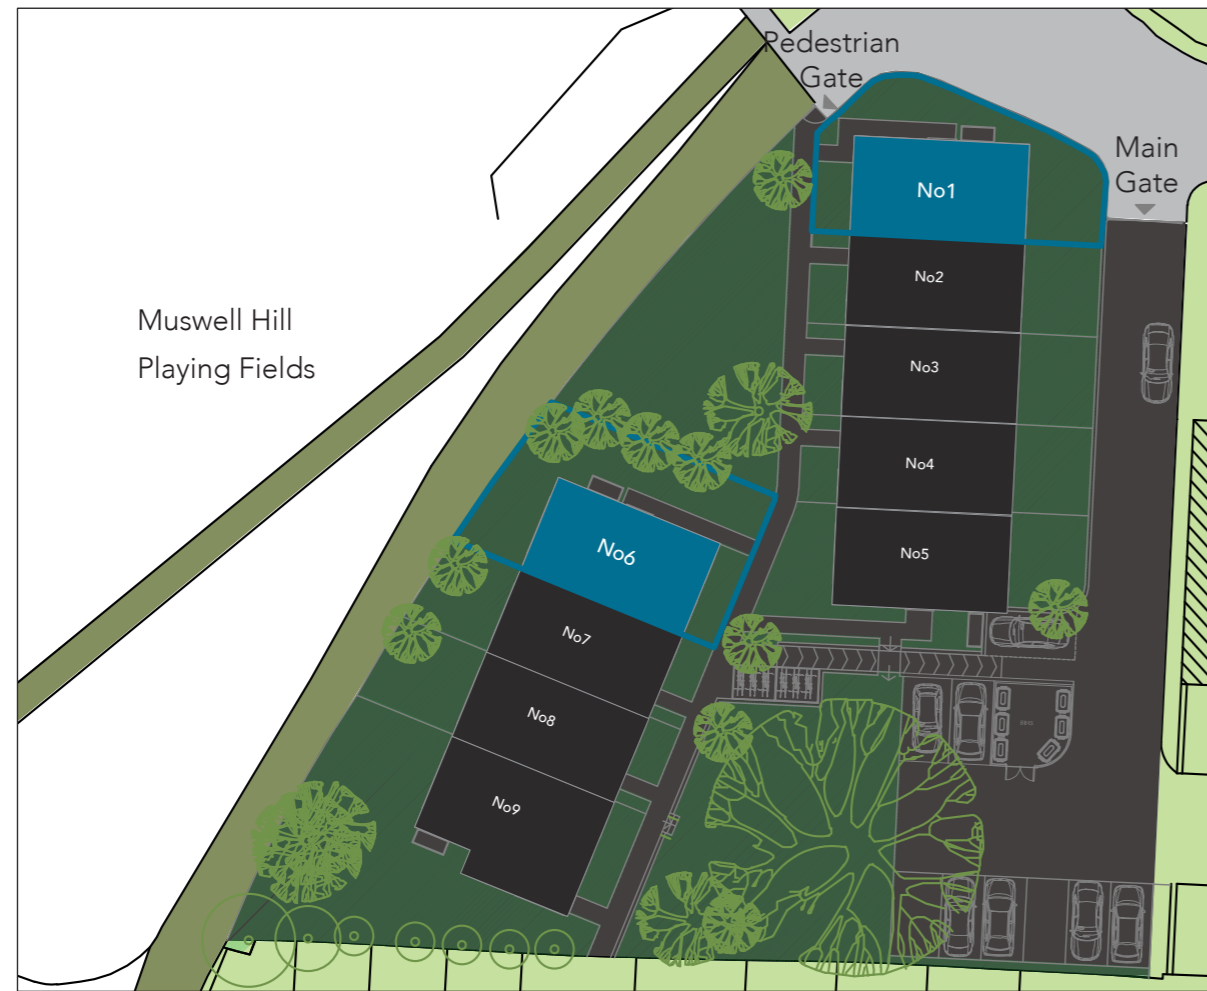 Pedestrian
Gate
Main
Gate
No1
No2
Muswell Hill
Playing Fields
No3
No4
No5
No6
No7
No8
No9